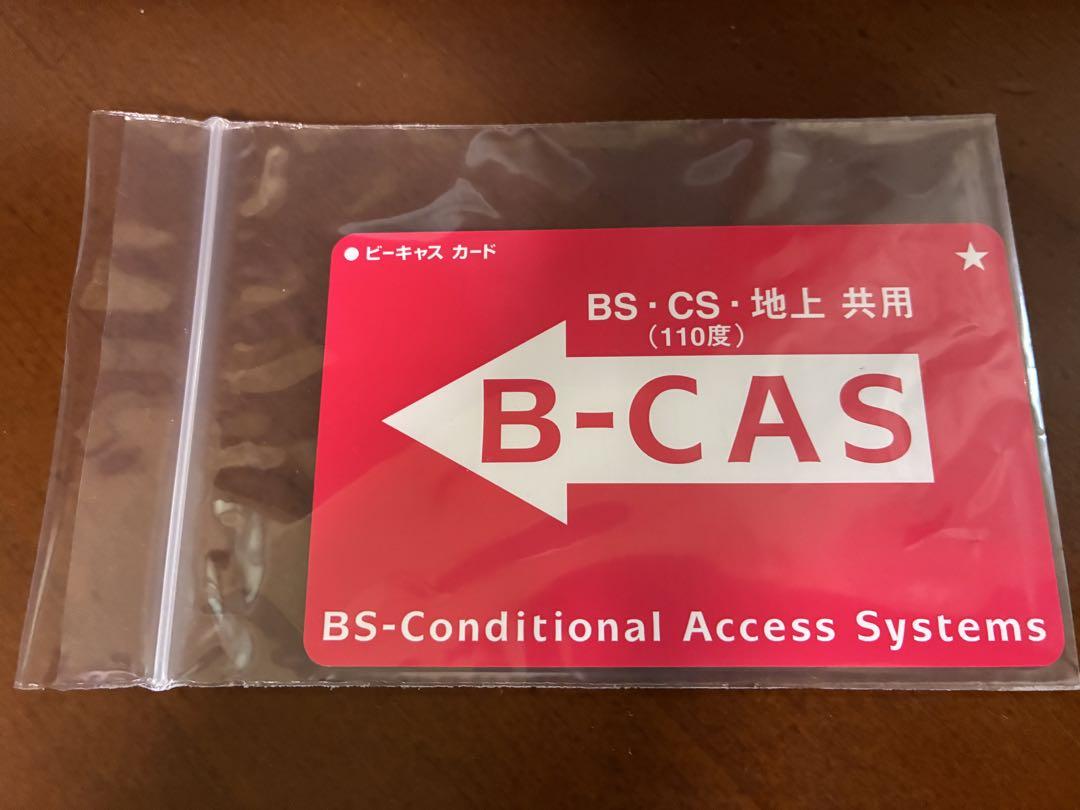 ビーキャス カード
★
BS・CS・地上 共用
（110度）
B-CAS
BS-Conditional Access Systems